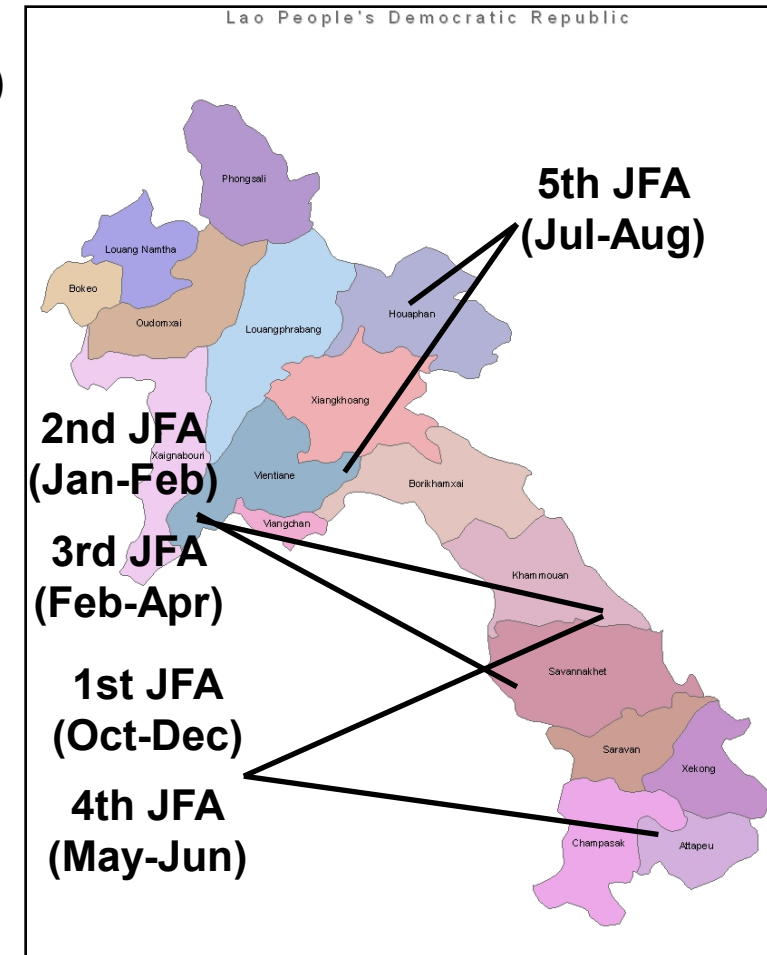 )
Lao People's Democratic Republic
Phongsali
5th JFA
(Jul-Aug)
Louang Namtha
Bokeo
Houaphan
Oudomxai
Louangphrabang
Xiangkhoang
2nd JFA
(Jan-Feb)
Xaignabouri
Vientiane
Borikhamxai
Viangchan
3rd JFA
(Feb-Apr)
Khammouan
1st JFA
(Oct-Dec)
Savannakhet
Saravan
Xekong
4th JFA
(May-Jun)
Champasak
Attapeu